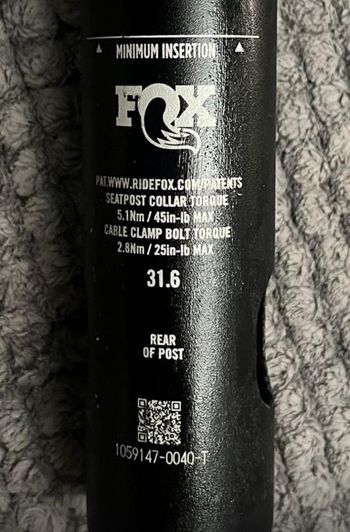 MINIMUM INSERTION
FOX
PAT.WWW.RIDEFOX.COM/PATENTS
SEATPOST COLLAR TORQUE
5.1Nm / 45in-lb MAX
CABLE CLAMP BOLT TORQUE
2.8Nm / 25in-lb MAX
31.6
REAR
OF POST
1059147-0040-T